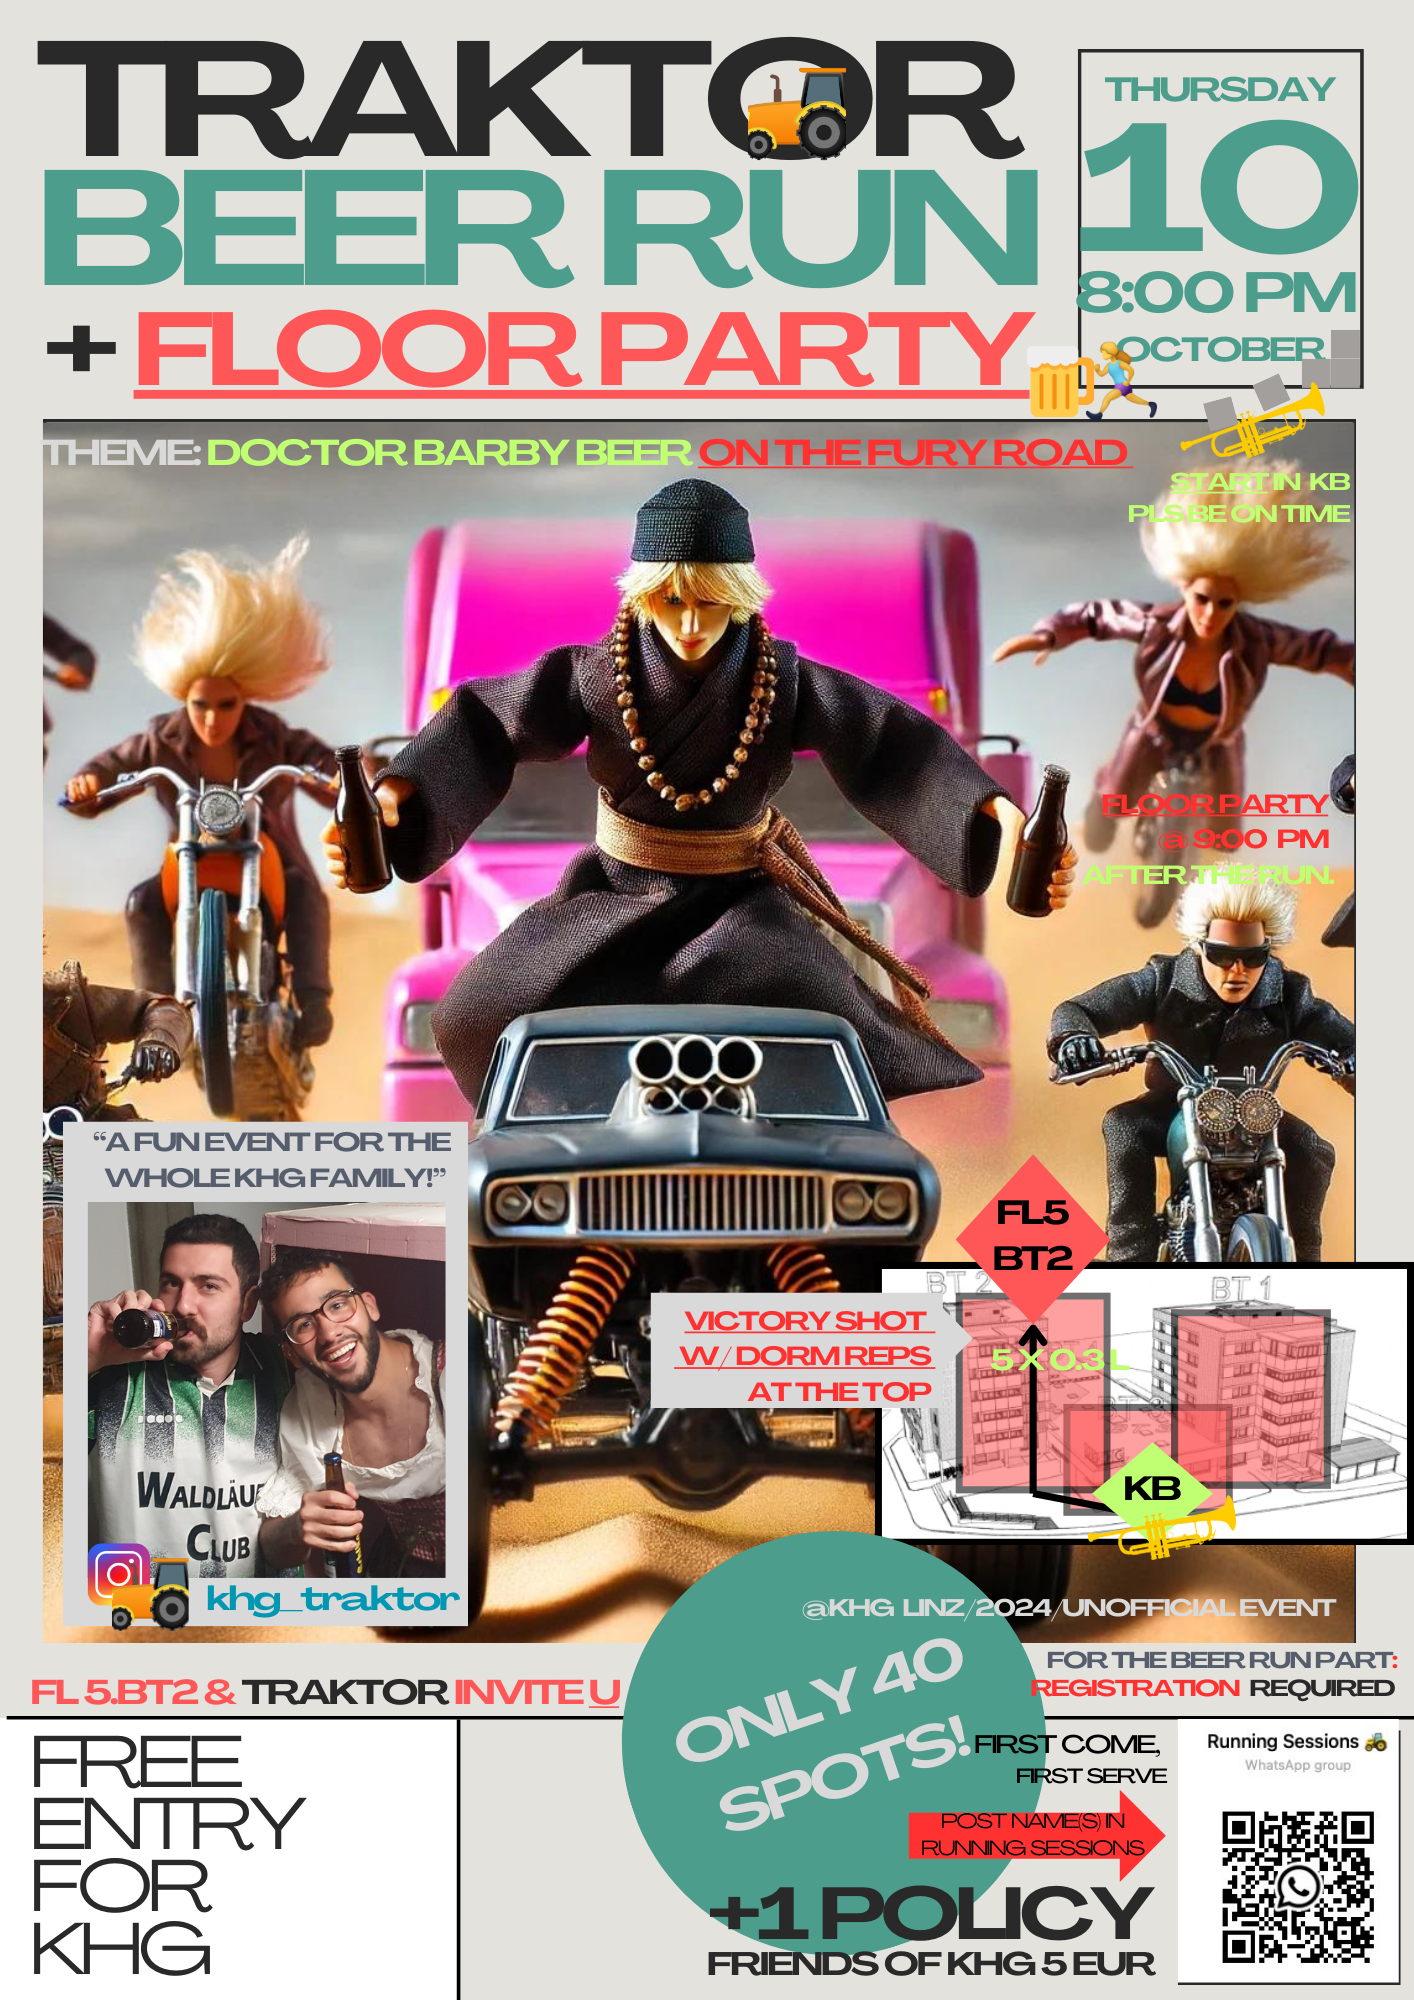 TRAKTOR
BEER RUN
+ FLOOR PARTY
THURSDAY
10
8:00 PM
OCTOBER
THEME: DOCTOR BARBY BEER ON THE FURY ROAD
START IN KB
PLS BE ON TIME
FLOOR PARTY
@ 9:00 PM
AFTER THE RUN.
“A FUN EVENT FOR THE
WHOLE KHG FAMILY!”
WALDLÄUF
CLUB
khg_traktor
FL5
BT2
BT 2
BT 1
VICTORY SHOT
W/ DORM REPS
AT THE TOP
5 X 0.3 L
KB
@KHG LINZ/2024/UNOFFICIAL EVENT
FL 5.BT2 & TRAKTOR INVITE U
FOR THE BEER RUN PART:
REGISTRATION REQUIRED
ONLY 40
SPOTS!
FIRST COME,
FIRST SERVE
POST NAME(S) IN
RUNNING SESSIONS
+1 POLICY
FRIENDS OF KHG 5 EUR
FREE
ENTRY
FOR
KHG
Running Sessions
WhatsApp group